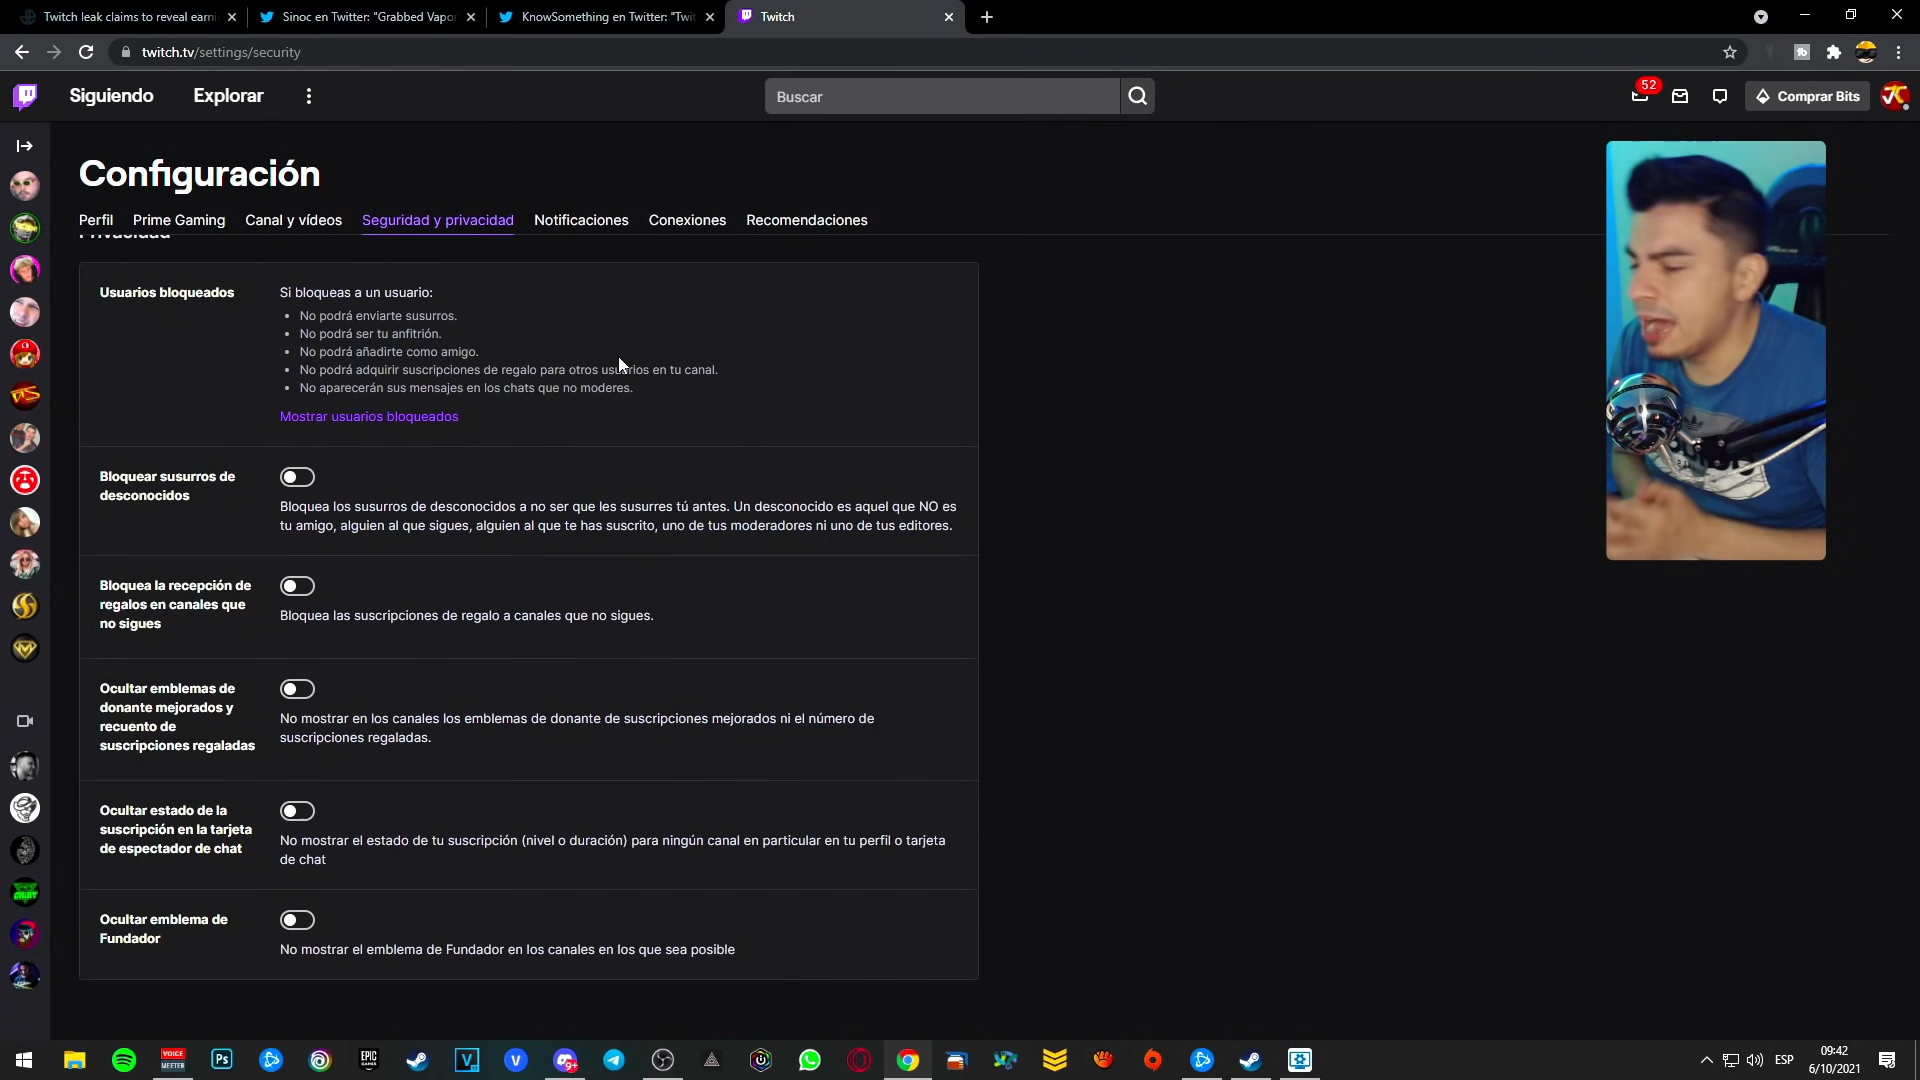 Twitch leak claims to reveal earni
Sinoc en Twitter: "Grabbed Vapor
KnowSomething en Twitter: "Twit
Twitch
twitch.tv/settings/security
Siguiendo
Explorar
Buscar
52
Comprar Bits
Configuración
Perfil
Prime Gaming
Canal y vídeos
Seguridad y privacidad
Notificaciones
Conexiones
Recomendaciones
Privacidad
Usuarios bloqueados
Si bloqueas a un usuario:
No podrá enviarte susurros.
No podrá ser tu anfitrión.
No podrá añadirte como amigo.
No podrá adquirir suscripciones de regalo para otros usuarios en tu canal.
No aparecerán sus mensajes en los chats que no moderes.
Mostrar usuarios bloqueados
Bloquear susurros de
desconocidos
Bloquea los susurros de desconocidos a no ser que les susurres tú antes. Un desconocido es aquel que NO es
tu amigo, alguien al que sigues, alguien al que te has suscrito, uno de tus moderadores ni uno de tus editores.
Bloquea la recepción de
regalos en canales que
no sigues
Bloquea las suscripciones de regalo a canales que no sigues.
Ocultar emblemas de
donante mejorados y
recuento de
suscripciones regaladas
No mostrar en los canales los emblemas de donante de suscripciones mejorados ni el número de
suscripciones regaladas.
Ocultar estado de la
suscripción en la tarjeta
de espectador de chat
No mostrar el estado de tu suscripción (nivel o duración) para ningún canal en particular en tu perfil o tarjeta
de chat
Ocultar emblema de
Fundador
No mostrar el emblema de Fundador en los canales en los que sea posible
VOICE
MEETER
Ps
EPIC
GAMES
V
V
9+
ESP
09:42
6/10/2021